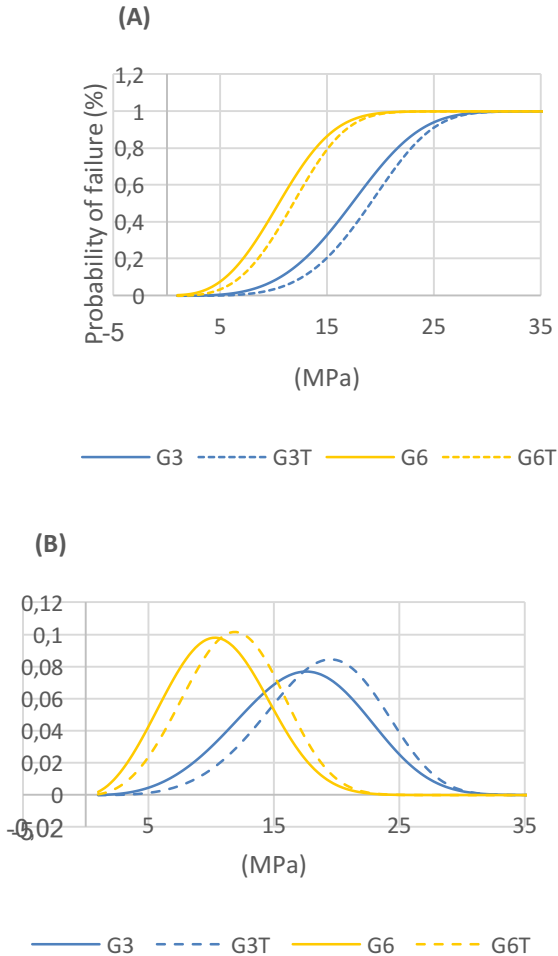 (A)
Probability of failure (%)
1,2
1
0,8
0,6
0,4
0,2
0
-5 5 15 25 35
(MPa)
G3 G3T G6 G6T
(B)
0,12
0,1
0,08
0,06
0,04
0,02
0
-0,02
-5 5 15 25 35
(MPa)
G3 G3T G6 G6T